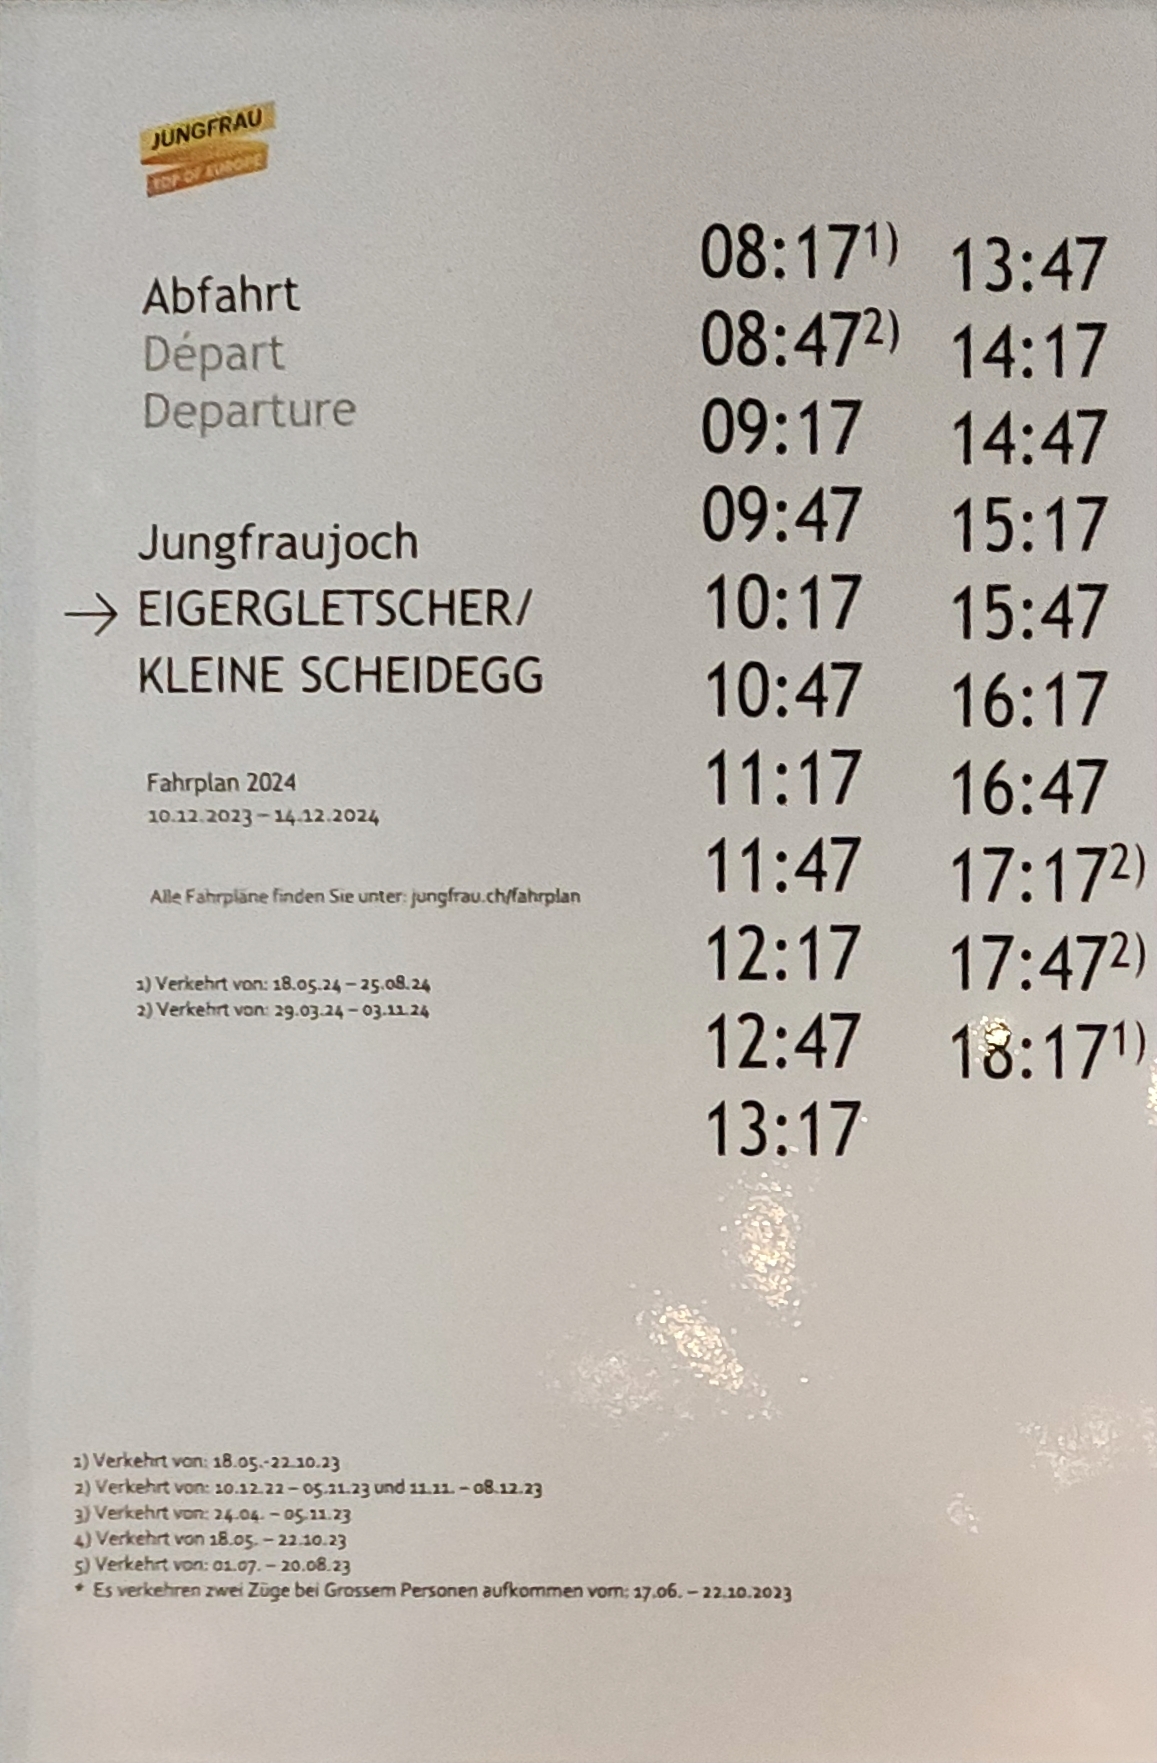 JUNGFRAU
TOP OF EUROPE
Abfahrt
Départ
Departure
Jungfraujoch
→ EIGERGLETSCHER/
KLEINE SCHEIDEGG
Fahrplan 2024
10.12.2023 – 14.12.2024
Alle Fahrpläne finden Sie unter: jungfrau.ch/fahrplan
1) Verkehrt von: 18.05.24 – 25.08.24
2) Verkehrt von: 29.03.24 – 03.11.24
08:17 1)
08:47 2)
09:17
09:47
10:17
10:47
11:17
11:47
12:17
12:47
13:17
13:47
14:17
14:47
15:17
15:47
16:17
16:47
17:17 2)
17:47 2)
18:17 1)
1) Verkehrt von: 18.05.-22.10.23
2) Verkehrt von: 10.12.22 – 05.11.23 und 11.11. – 08.12.23
3) Verkehrt von: 24.04. – 05.11.23
4) Verkehrt von 18.05. – 22.10.23
5) Verkehrt von: 01.07. – 20.08.23
* Es verkehren zwei Züge bei Grossem Personen aufkommen vom: 17.06. – 22.10.2023